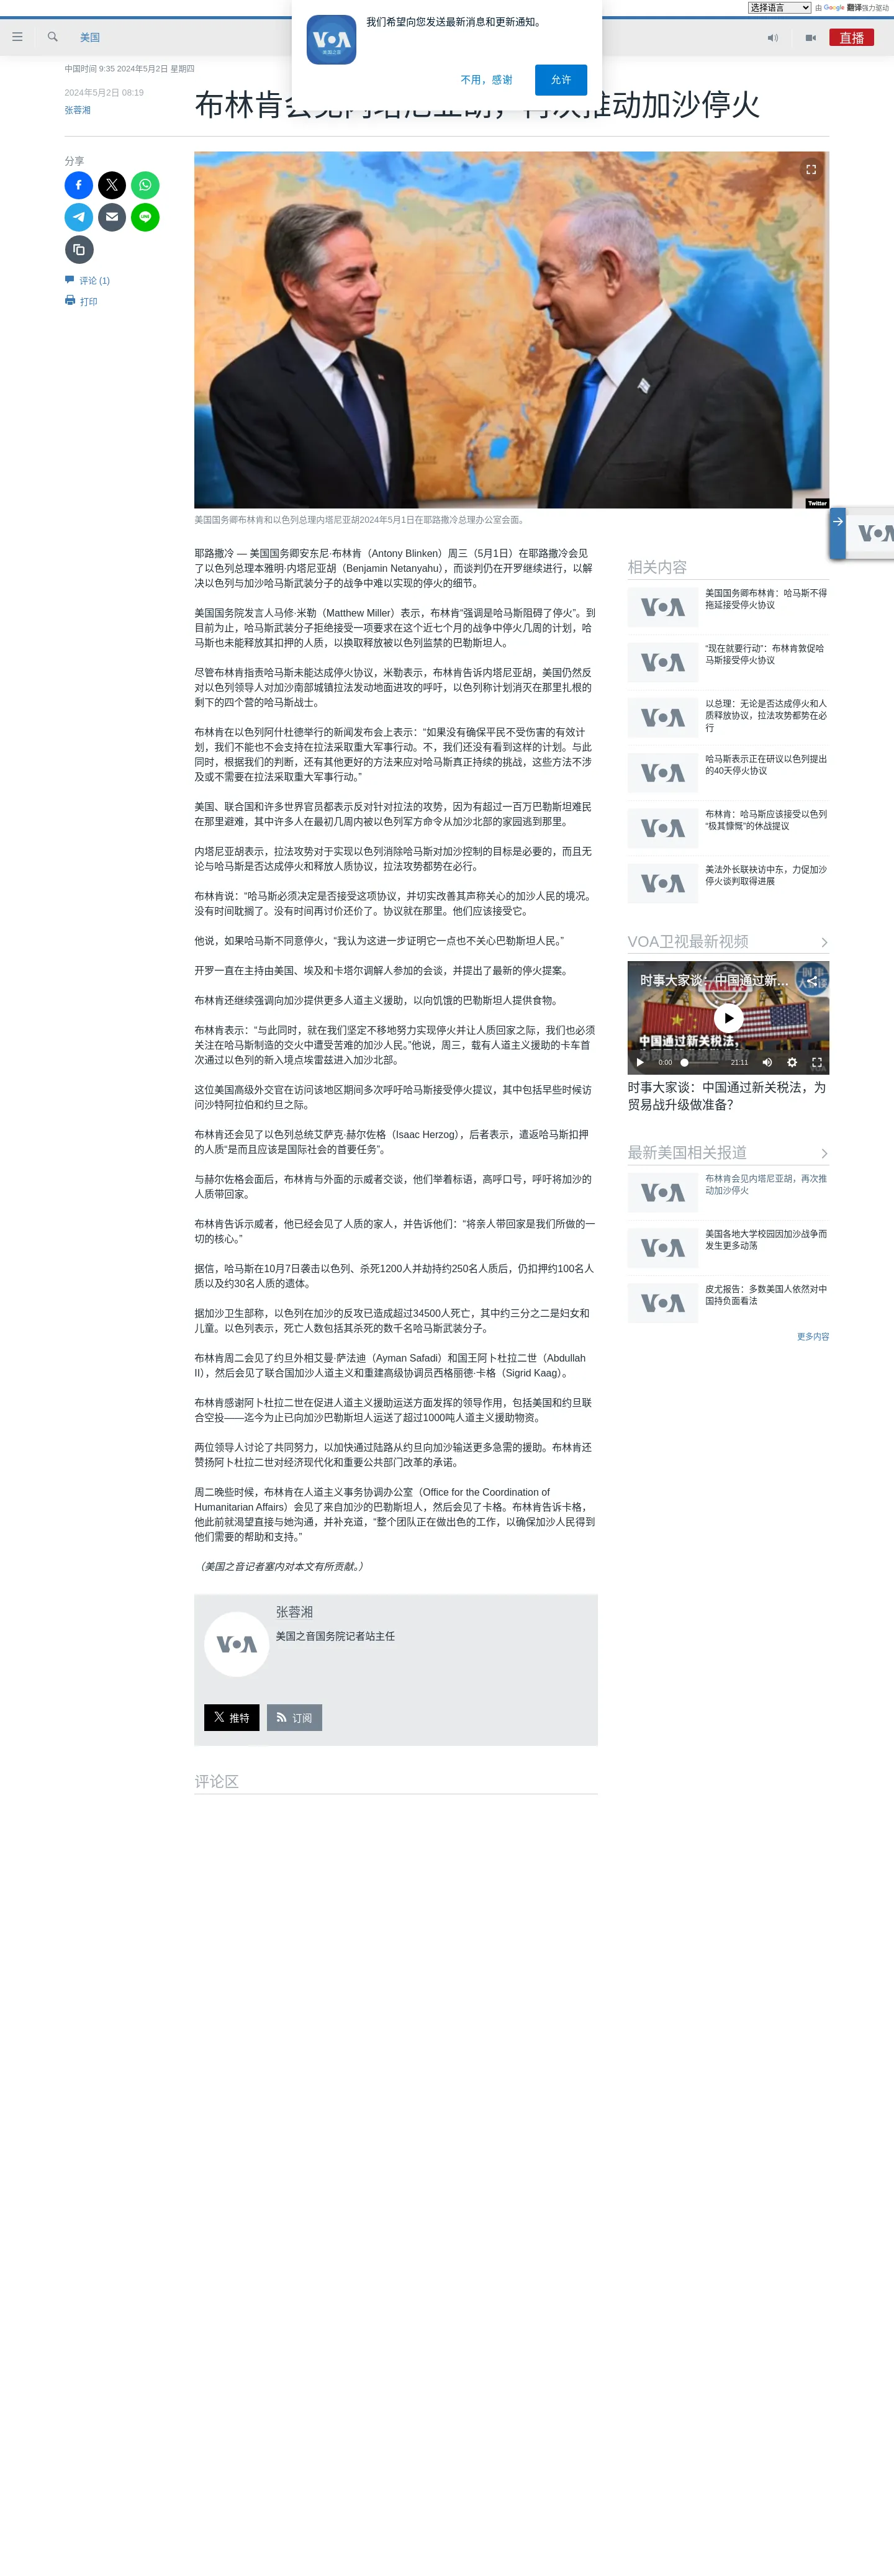 选择语言
由 Google 翻译强力驱动
我们希望向您发送最新消息和更新通知。
VOA
美国之音
不用，感谢
允许
美国
直播
中国时间 9:35 2024年5月2日 星期四
布林肯会见内塔尼亚胡，再次推动加沙停火
2024年5月2日 08:19
张蓉湘
分享
评论 (1)
打印
Twitter
美国国务卿布林肯和以色列总理内塔尼亚胡2024年5月1日在耶路撒冷总理办公室会面。
耶路撒冷 — 美国国务卿安东尼·布林肯（Antony Blinken）周三（5月1日）在耶路撒冷会见
了以色列总理本雅明·内塔尼亚胡（Benjamin Netanyahu），而谈判仍在开罗继续进行，以解
决以色列与加沙哈马斯武装分子的战争中难以实现的停火的细节。
美国国务院发言人马修·米勒（Matthew Miller）表示，布林肯“强调是哈马斯阻碍了停火”。到
目前为止，哈马斯武装分子拒绝接受一项要求在这个近七个月的战争中停火几周的计划，哈
马斯也未能释放其扣押的人质，以换取释放被以色列监禁的巴勒斯坦人。
尽管布林肯指责哈马斯未能达成停火协议，米勒表示，布林肯告诉内塔尼亚胡，美国仍然反
对以色列领导人对加沙南部城镇拉法发动地面进攻的呼吁，以色列称计划消灭在那里扎根的
剩下的四个营的哈马斯战士。
布林肯在以色列阿什杜德举行的新闻发布会上表示：“如果没有确保平民不受伤害的有效计
划，我们不能也不会支持在拉法采取重大军事行动。不，我们还没有看到这样的计划。与此
同时，根据我们的判断，还有其他更好的方法来应对哈马斯真正持续的挑战，这些方法不涉
及或不需要在拉法采取重大军事行动。”
美国、联合国和许多世界官员都表示反对针对拉法的攻势，因为有超过一百万巴勒斯坦难民
在那里避难，其中许多人在最初几周内被以色列军方命令从加沙北部的家园逃到那里。
内塔尼亚胡表示，拉法攻势对于实现以色列消除哈马斯对加沙控制的目标是必要的，而且无
论与哈马斯是否达成停火和释放人质协议，拉法攻势都势在必行。
布林肯说：“哈马斯必须决定是否接受这项协议，并切实改善其声称关心的加沙人民的境况。
没有时间耽搁了。没有时间再讨价还价了。协议就在那里。他们应该接受它。
他说，如果哈马斯不同意停火，“我认为这进一步证明它一点也不关心巴勒斯坦人民。”
开罗一直在主持由美国、埃及和卡塔尔调解人参加的会谈，并提出了最新的停火提案。
布林肯还继续强调向加沙提供更多人道主义援助，以向饥饿的巴勒斯坦人提供食物。
布林肯表示：“与此同时，就在我们坚定不移地努力实现停火并让人质回家之际，我们也必须
关注在哈马斯制造的交火中遭受苦难的加沙人民。”他说，周三，载有人道主义援助的卡车首
次通过以色列的新入境点埃雷兹进入加沙北部。
这位美国高级外交官在访问该地区期间多次呼吁哈马斯接受停火提议，其中包括早些时候访
问沙特阿拉伯和约旦之际。
布林肯还会见了以色列总统艾萨克·赫尔佐格（Isaac Herzog），后者表示，遣返哈马斯扣押
的人质“是而且应该是国际社会的首要任务”。
与赫尔佐格会面后，布林肯与外面的示威者交谈，他们举着标语，高呼口号，呼吁将加沙的
人质带回家。
布林肯告诉示威者，他已经会见了人质的家人，并告诉他们：“将亲人带回家是我们所做的一
切的核心。”
据信，哈马斯在10月7日袭击以色列、杀死1200人并劫持约250名人质后，仍扣押约100名人
质以及约30名人质的遗体。
据加沙卫生部称，以色列在加沙的反攻已造成超过34500人死亡，其中约三分之二是妇女和
儿童。以色列表示，死亡人数包括其杀死的数千名哈马斯武装分子。
布林肯周二会见了约旦外相艾曼·萨法迪（Ayman Safadi）和国王阿卜杜拉二世（Abdullah
II），然后会见了联合国加沙人道主义和重建高级协调员西格丽德·卡格（Sigrid Kaag）。
布林肯感谢阿卜杜拉二世在促进人道主义援助运送方面发挥的领导作用，包括美国和约旦联
合空投——迄今为止已向加沙巴勒斯坦人运送了超过1000吨人道主义援助物资。
两位领导人讨论了共同努力，以加快通过陆路从约旦向加沙输送更多急需的援助。布林肯还
赞扬阿卜杜拉二世对经济现代化和重要公共部门改革的承诺。
周二晚些时候，布林肯在人道主义事务协调办公室（Office for the Coordination of
Humanitarian Affairs）会见了来自加沙的巴勒斯坦人，然后会见了卡格。布林肯告诉卡格，
他此前就渴望直接与她沟通，并补充道，“整个团队正在做出色的工作，以确保加沙人民得到
他们需要的帮助和支持。”
（美国之音记者塞内对本文有所贡献。）
VOA
张蓉湘
美国之音国务院记者站主任
推特
订阅
评论区
相关内容
VOA
美国国务卿布林肯：哈马斯不得
拖延接受停火协议
VOA
“现在就要行动”：布林肯敦促哈
马斯接受停火协议
VOA
以总理：无论是否达成停火和人
质释放协议，拉法攻势都势在必
行
VOA
哈马斯表示正在研议以色列提出
的40天停火协议
VOA
布林肯：哈马斯应该接受以色列
“极其慷慨”的休战提议
VOA
美法外长联袂访中东，力促加沙
停火谈判取得进展
VOA卫视最新视频
时事大家谈：中国通过新...
中国通过新关税法，
0:00
21:11
时事大家谈：中国通过新关税法，为
贸易战升级做准备？
最新美国相关报道
VOA
布林肯会见内塔尼亚胡，再次推
动加沙停火
VOA
美国各地大学校园因加沙战争而
发生更多动荡
VOA
皮尤报告：多数美国人依然对中
国持负面看法
更多内容